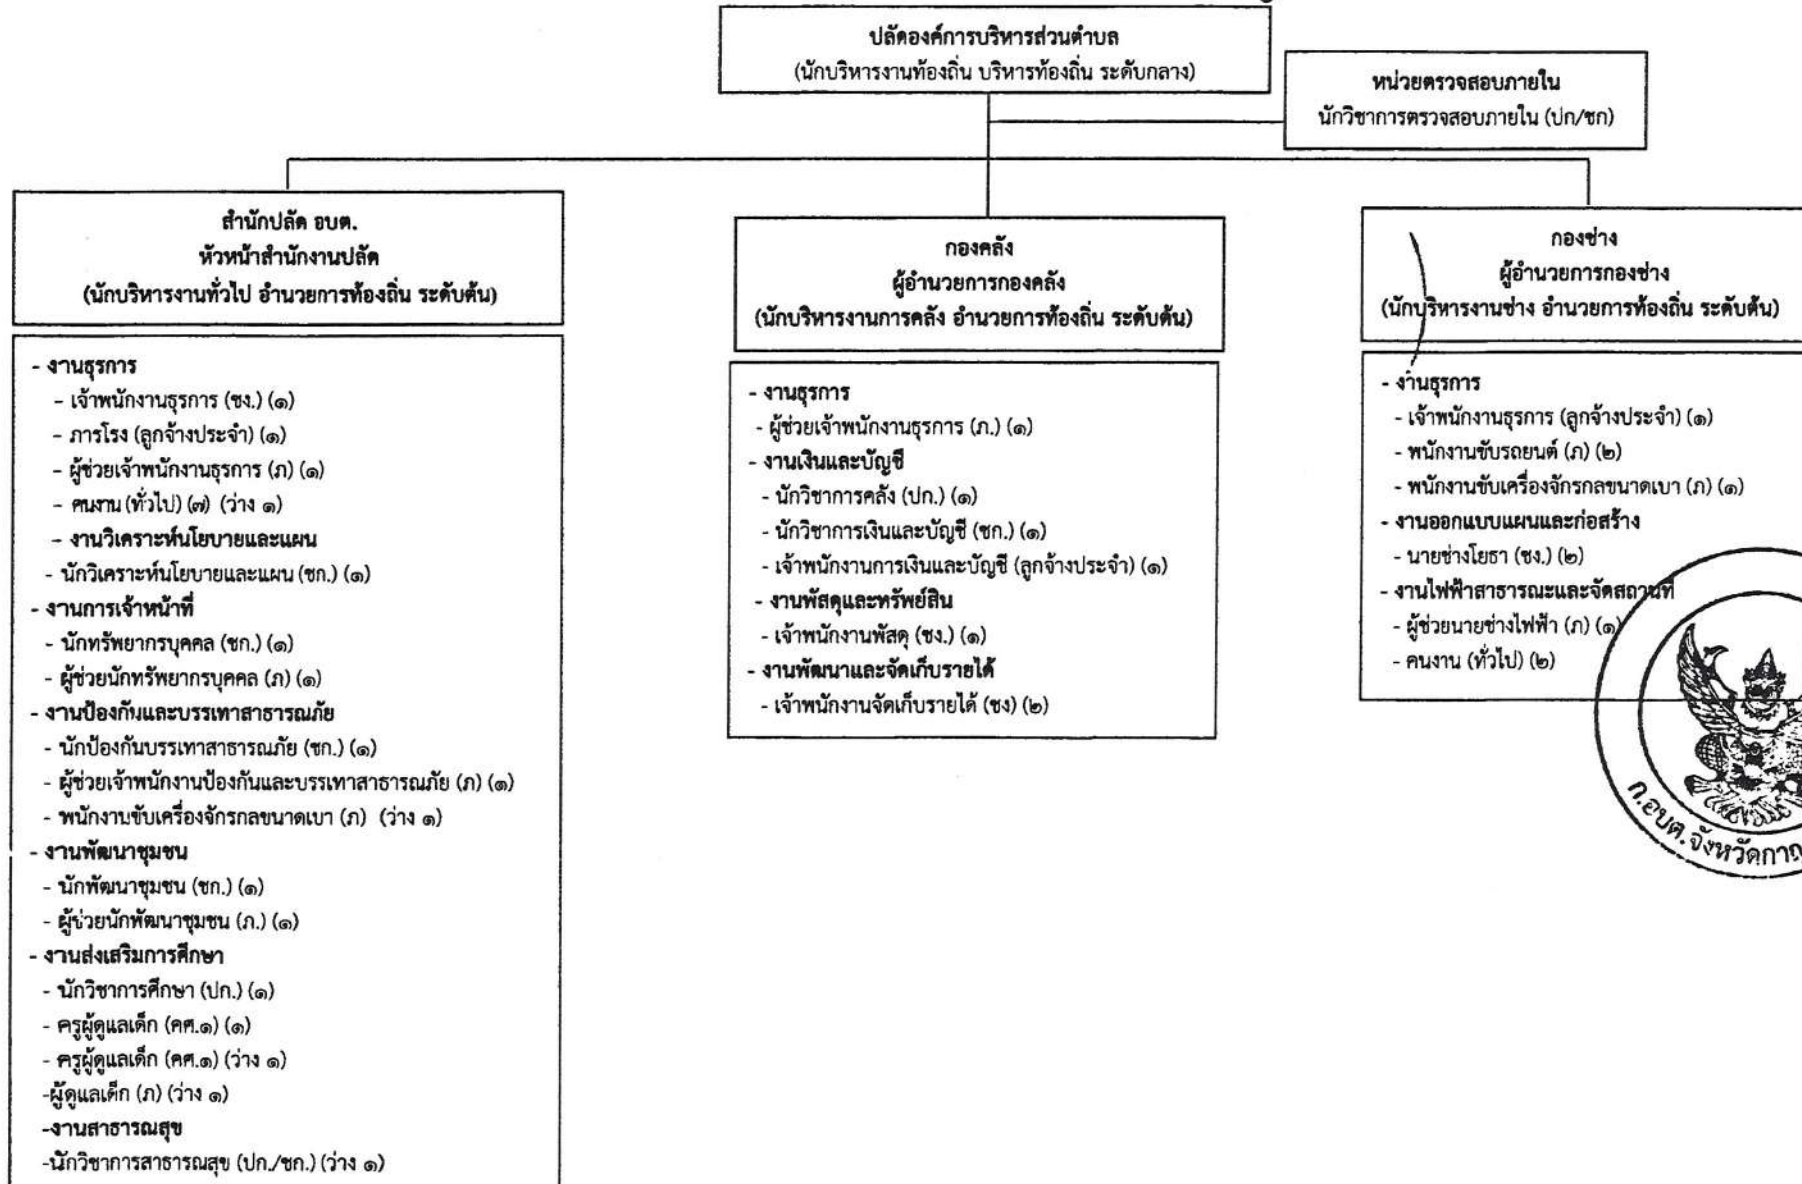 ปลัดองค์การบริหารส่วนตำบล
(นักบริหารงานท้องถิ่น บริหารท้องถิ่น ระดับกลาง)
หน่วยตรวจสอบภายใน
นักวิชาการตรวจสอบภายใน (ปก/ชก)
สำนักปลัด อบต.
หัวหน้าสำนักงานปลัด
(นักบริหารงานทั่วไป อำนวยการท้องถิ่น ระดับต้น)
- งานธุรการ
- เจ้าพนักงานธุรการ (ชง.) (๑)
- ภารโรง (ลูกจ้างประจำ) (๑)
- ผู้ช่วยเจ้าพนักงานธุรการ (ภ) (๑)
- คนงาน (ทั่วไป) (๗) (ว่าง ๑)
- งานวิเคราะห์นโยบายและแผน
- นักวิเคราะห์นโยบายและแผน (ชก.) (๑)
- งานการเจ้าหน้าที่
- นักทรัพยากรบุคคล (ชก.) (๑)
- ผู้ช่วยนักทรัพยากรบุคคล (ภ) (๑)
- งานป้องกันและบรรเทาสาธารณภัย
- นักป้องกันบรรเทาสาธารณภัย (ชก.) (๑)
- ผู้ช่วยเจ้าพนักงานป้องกันและบรรเทาสาธารณภัย (ภ) (๑)
- พนักงานขับเครื่องจักรกลขนาดเบา (ภ) (ว่าง ๑)
- งานพัฒนาชุมชน
- นักพัฒนาชุมชน (ชก.) (๑)
- ผู้ช่วยนักพัฒนาชุมชน (ภ.) (๑)
- งานส่งเสริมการศึกษา
- นักวิชาการศึกษา (ปก.) (๑)
- ครูผู้ดูแลเด็ก (คศ.๑) (๑)
- ครูผู้ดูแลเด็ก (คศ.๑) (ว่าง ๑)
-ผู้ดูแลเด็ก (ภ) (ว่าง ๑)
-งานสาธารณสุข
-นักวิชาการสาธารณสุข (ปก./ชก.) (ว่าง ๑)
กองคลัง
ผู้อำนวยการกองคลัง
(นักบริหารงานการคลัง อำนวยการท้องถิ่น ระดับต้น)
- งานธุรการ
- ผู้ช่วยเจ้าพนักงานธุรการ (ภ.) (๑)
- งานเงินและบัญชี
- นักวิชาการคลัง (ปก.) (๑)
- นักวิชาการเงินและบัญชี (ชก.) (๑)
- เจ้าพนักงานการเงินและบัญชี (ลูกจ้างประจำ) (๑)
- งานพัสดุและทรัพย์สิน
- เจ้าพนักงานพัสดุ (ชง.) (๑)
- งานพัฒนาและจัดเก็บรายได้
- เจ้าพนักงานจัดเก็บรายได้ (ชง) (๒)
กองช่าง
ผู้อำนวยการกองช่าง
(นักบริหารงานช่าง อำนวยการท้องถิ่น ระดับต้น)
- งานธุรการ
- เจ้าพนักงานธุรการ (ลูกจ้างประจำ) (๑)
- พนักงานขับรถยนต์ (ภ) (๒)
- พนักงานขับเครื่องจักรกลขนาดเบา (ภ) (๑)
- งานออกแบบแผนและก่อสร้าง
- นายช่างโยธา (ชง.) (๒)
- งานไฟฟ้าสาธารณะและจัดสถานที่
- ผู้ช่วยนายช่างไฟฟ้า (ภ) (๑)
- คนงาน (ทั่วไป) (๒)
ก.อบต.จังหวัดกาญ